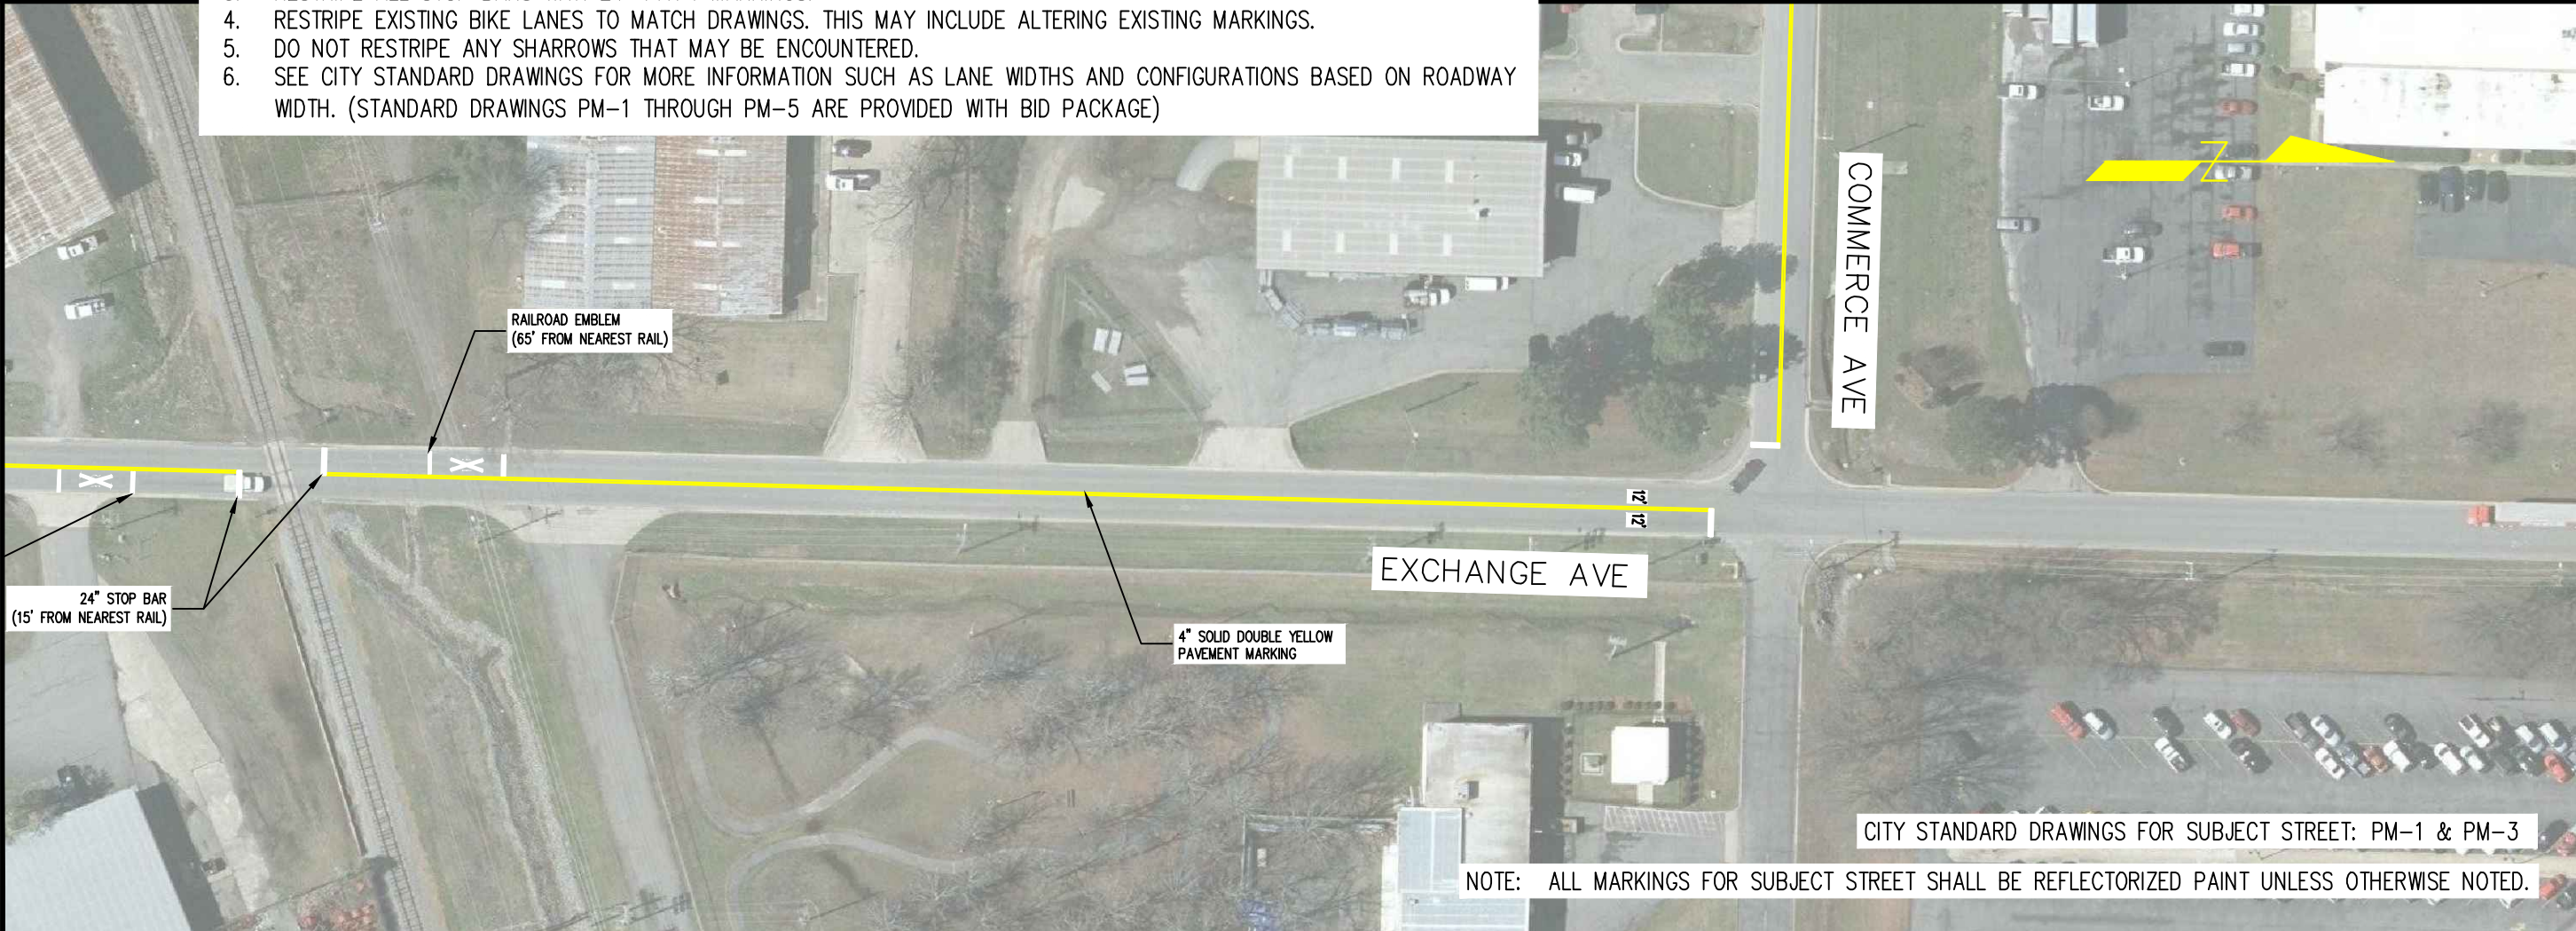 4. RESTRIPE EXISTING BIKE LANES TO MATCH DRAWINGS. THIS MAY INCLUDE ALTERING EXISTING MARKINGS.
5. DO NOT RESTRIPE ANY SHARROWS THAT MAY BE ENCOUNTERED.
6. SEE CITY STANDARD DRAWINGS FOR MORE INFORMATION SUCH AS LANE WIDTHS AND CONFIGURATIONS BASED ON ROADWAY
WIDTH. (STANDARD DRAWINGS PM-1 THROUGH PM-5 ARE PROVIDED WITH BID PACKAGE)
COMMERCE AVE
Z
RAILROAD EMBLEM
(65' FROM NEAREST RAIL)
12'
12'
EXCHANGE AVE
24" STOP BAR
(15' FROM NEAREST RAIL)
4" SOLID DOUBLE YELLOW
PAVEMENT MARKING
CITY STANDARD DRAWINGS FOR SUBJECT STREET: PM-1 & PM-3
NOTE: ALL MARKINGS FOR SUBJECT STREET SHALL BE REFLECTORIZED PAINT UNLESS OTHERWISE NOTED.